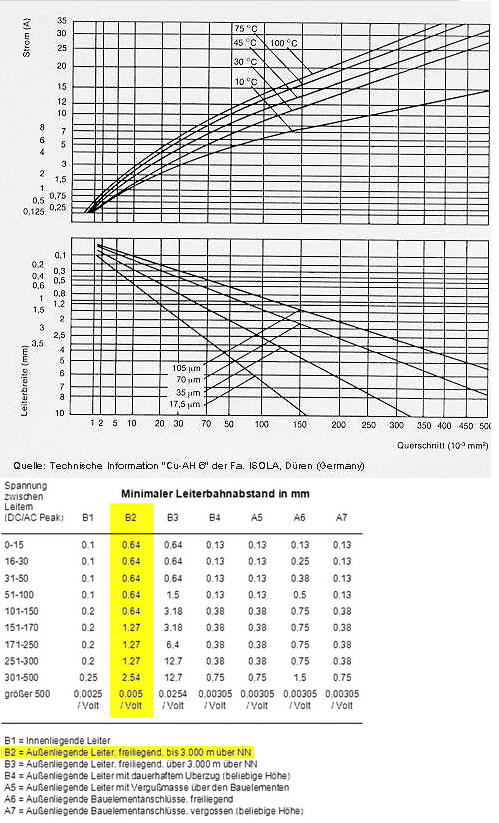 Strom (A)
35
30
25
20
15
12
10
8
7
6
5
4
3
2
1,5
1
0,75
0,5
0,25
0,125
75 °C
45 °C
100 °C
30 °C
10 °C
Leiterbreite (mm)
0,1
0,2
0,3
0,4
0,5
0,6
0,8
1
1,2
1,5
2
3
2,5
3,5
4
5
6
7
8
10
105 µm
70 µm
35 µm
17,5 µm
1 2 5 10 20 30 50 70 100 150 200 250 300 350 400 450 500
Querschnitt (10⁻³ mm²)
Quelle: Technische Information "Cu-AH 6" der Fa. ISOLA, Düren (Germany)
Spannung
zwischen
Leitern
(DC/AC Peak)
Minimaler Leiterbahnabstand in mm
B1 B2 B3 B4 A5 A6 A7
0-15 0.1 0.64 0.64 0.13 0.13 0.13 0.13
16-30 0.1 0.64 0.64 0.13 0.13 0.25 0.13
31-50 0.1 0.64 0.64 0.13 0.13 0.38 0.13
51-100 0.1 0.64 1.5 0.13 0.13 0.5 0.13
101-150 0.2 0.64 3.18 0.38 0.38 0.75 0.38
151-170 0.2 1.27 3.18 0.38 0.38 0.75 0.38
171-250 0.2 1.27 6,4 0.38 0.38 0.75 0.38
251-300 0.2 1.27 12.7 0.38 0.38 0.75 0.38
301-500 0.25 2.54 12.7 0.75 0.75 1.5 0.75
größer 500 0.0025 0.005 0.0254 0.00305 0.00305 0.00305 0.00305
/ Volt / Volt / Volt / Volt / Volt / Volt / Volt
B1 = Innenliegende Leiter
B2 = Außenliegende Leiter, freiliegend, bis 3.000 m über NN
B3 = Außenliegende Leiter, freiliegend, über 3.000 m über NN
B4 = Außenliegende Leiter mit dauerhaftem Überzug (beliebige Höhe)
A5 = Außenliegende Leiter mit Vergußmasse über den Bauelementen
A6 = Außenliegende Bauelementanschlüsse, freiliegend
A7 = Außenliegende Bauelementanschlüsse, vergossen (beliebige Höhe)